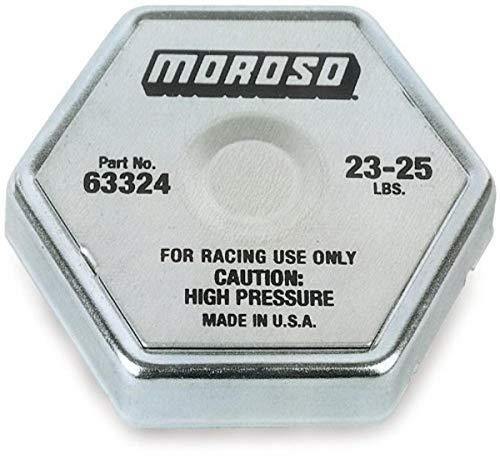 MOROSO
Part No.
63324
23-25
LBS.
FOR RACING USE ONLY
CAUTION:
HIGH PRESSURE
MADE IN U.S.A.